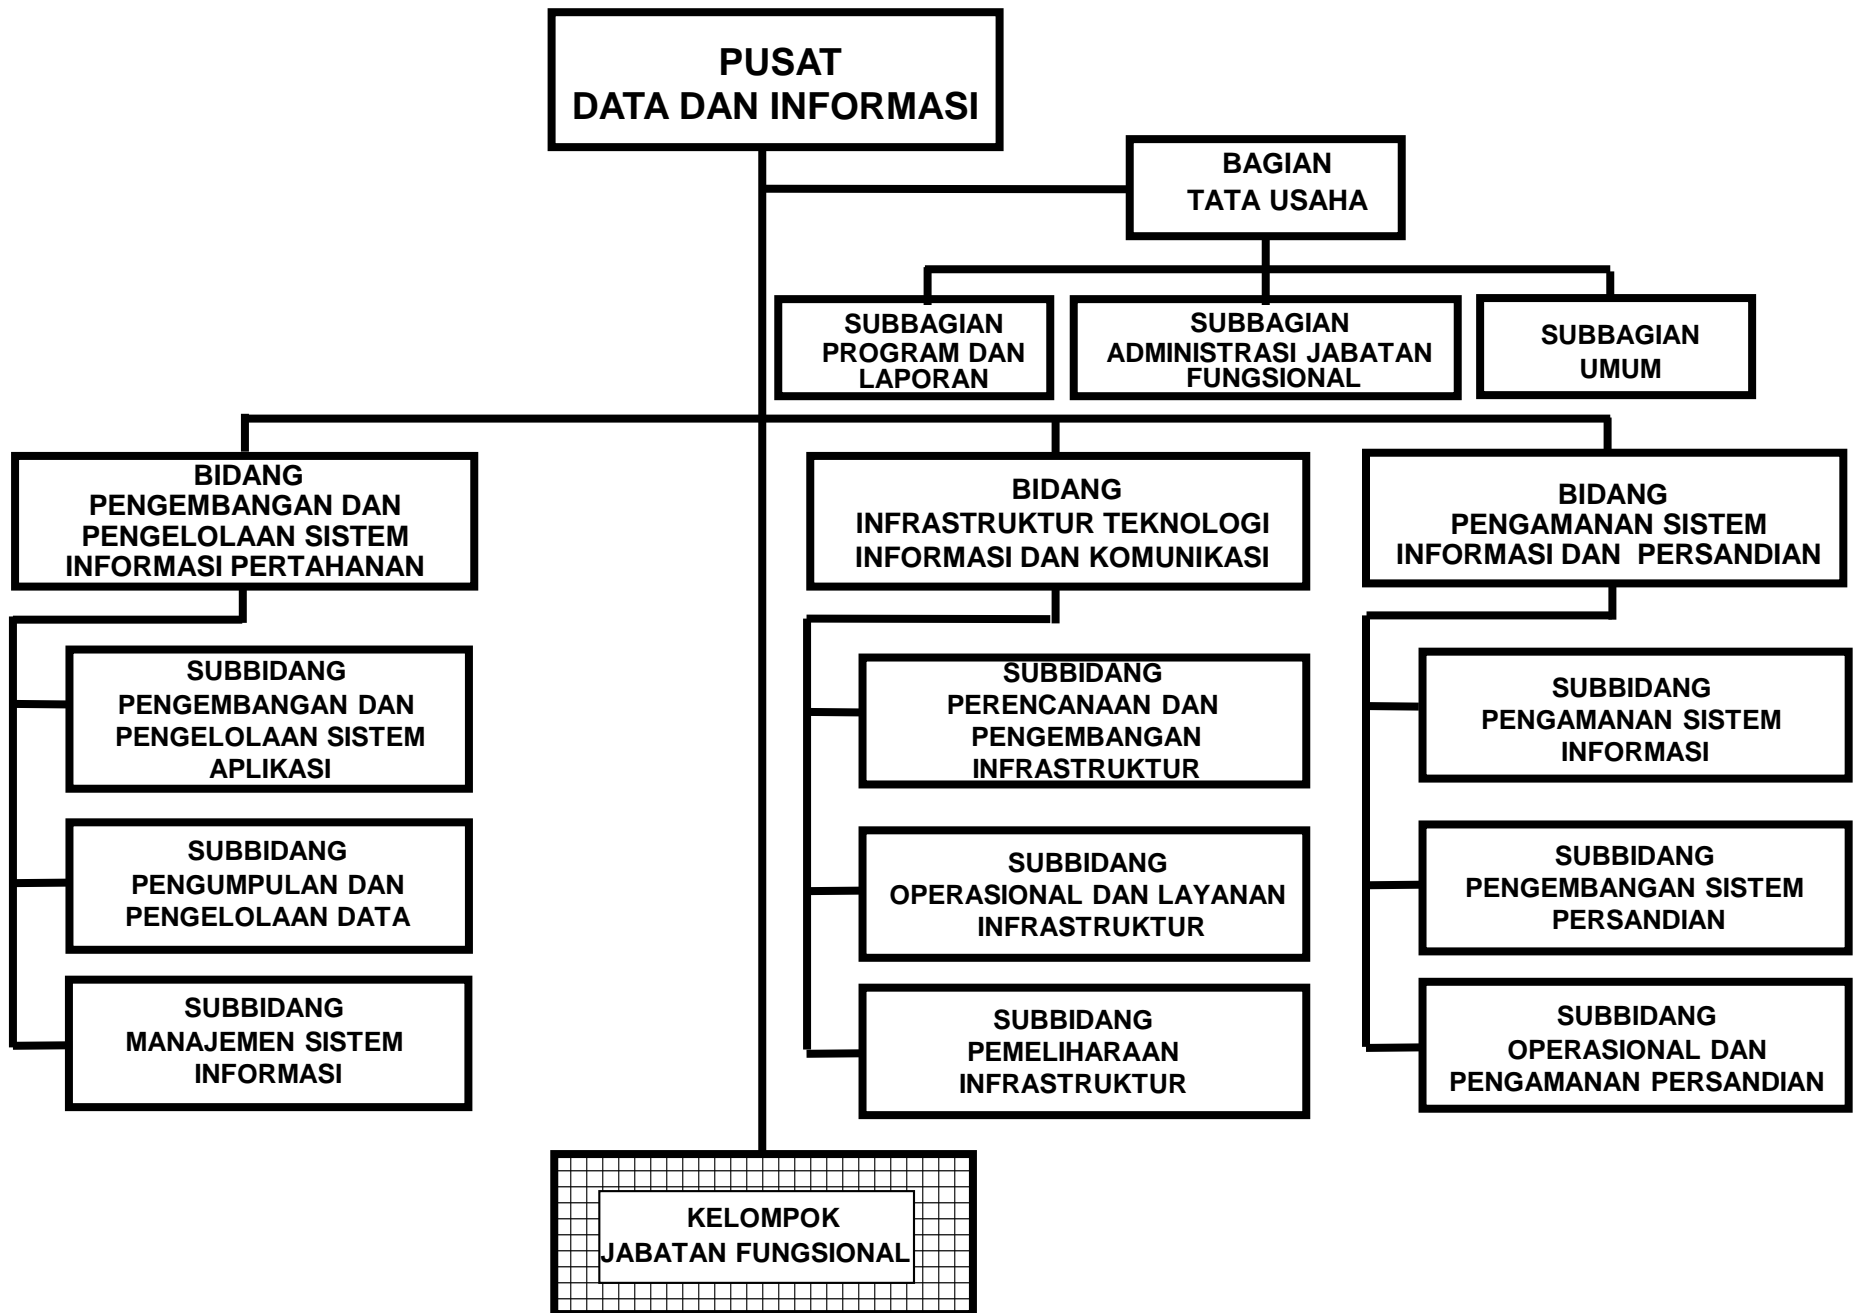 PUSAT
DATA DAN INFORMASI
BAGIAN
TATA USAHA
SUBBAGIAN
PROGRAM DAN
LAPORAN
SUBBAGIAN
ADMINISTRASI JABATAN
FUNGSIONAL
SUBBAGIAN
UMUM
BIDANG
PENGEMBANGAN DAN
PENGELOLAAN SISTEM
INFORMASI PERTAHANAN
BIDANG
INFRASTRUKTUR TEKNOLOGI
INFORMASI DAN KOMUNIKASI
BIDANG
PENGAMANAN SISTEM
INFORMASI DAN PERSANDIAN
SUBBIDANG
PENGEMBANGAN DAN
PENGELOLAAN SISTEM
APLIKASI
SUBBIDANG
PENGUMPULAN DAN
PENGELOLAAN DATA
SUBBIDANG
MANAJEMEN SISTEM
INFORMASI
SUBBIDANG
PERENCANAAN DAN
PENGEMBANGAN
INFRASTRUKTUR
SUBBIDANG
OPERASIONAL DAN LAYANAN
INFRASTRUKTUR
SUBBIDANG
PEMELIHARAAN
INFRASTRUKTUR
SUBBIDANG
PENGAMANAN SISTEM
INFORMASI
SUBBIDANG
PENGEMBANGAN SISTEM
PERSANDIAN
SUBBIDANG
OPERASIONAL DAN
PENGAMANAN PERSANDIAN
KELOMPOK
JABATAN FUNGSIONAL